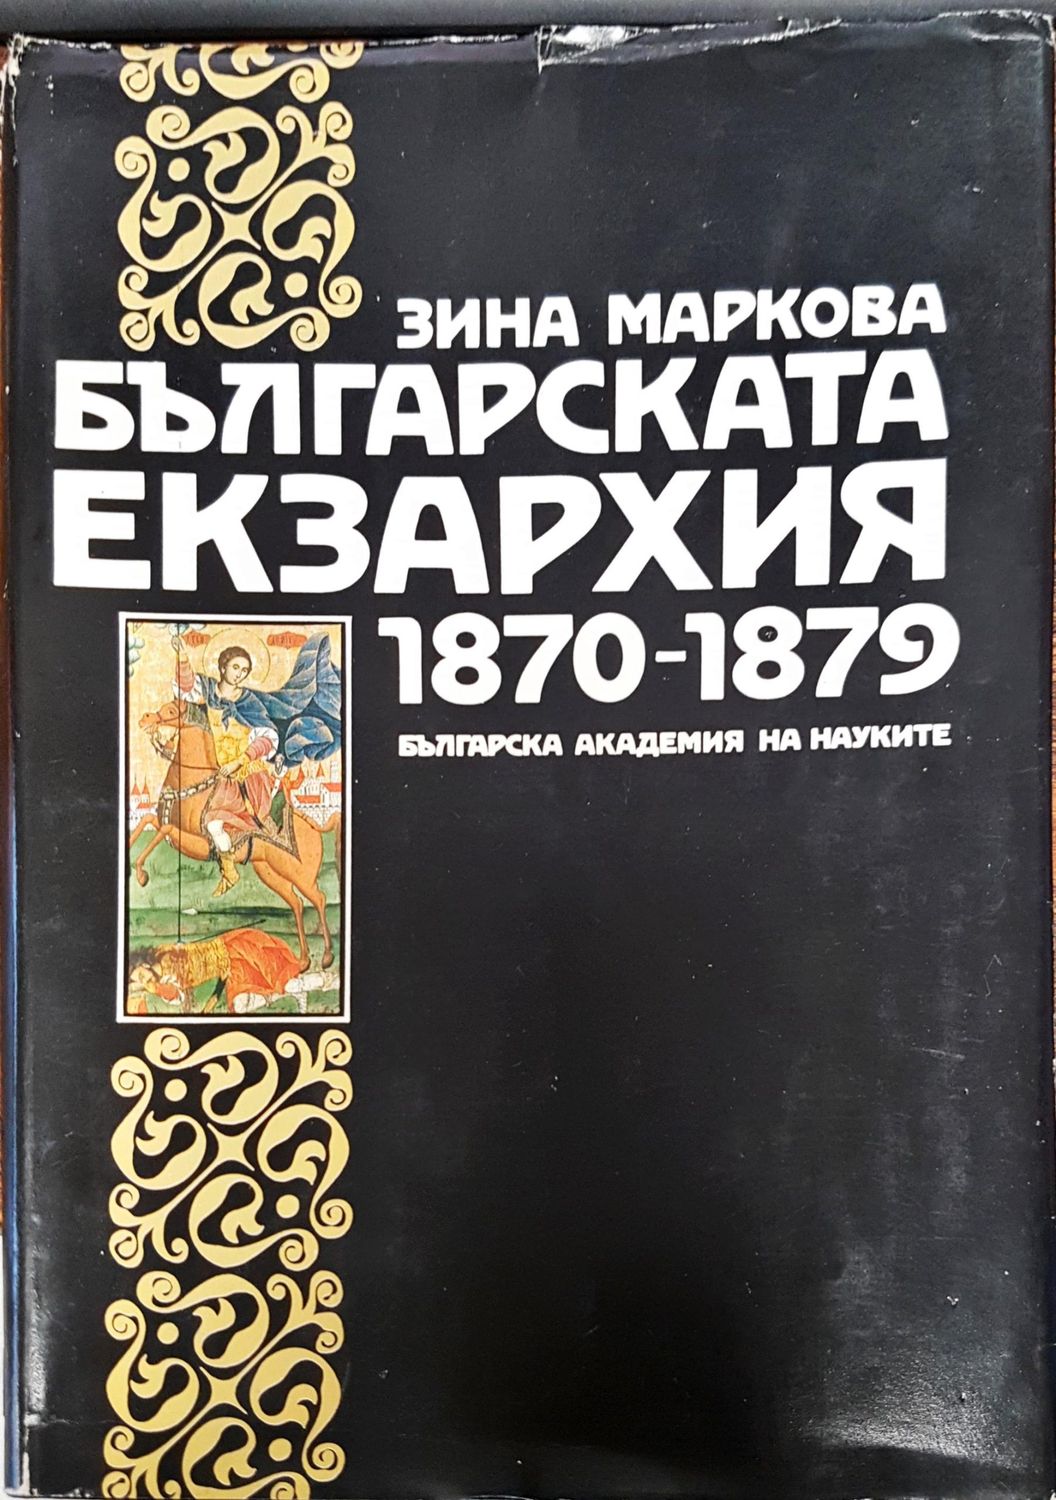 ЗИНА МАРКОВА
БЪЛГАРСКАТА
ЕКЗАРХИЯ
1870-1879
БЪЛГАРСКА АКАДЕМИЯ НА НАУКИТЕ